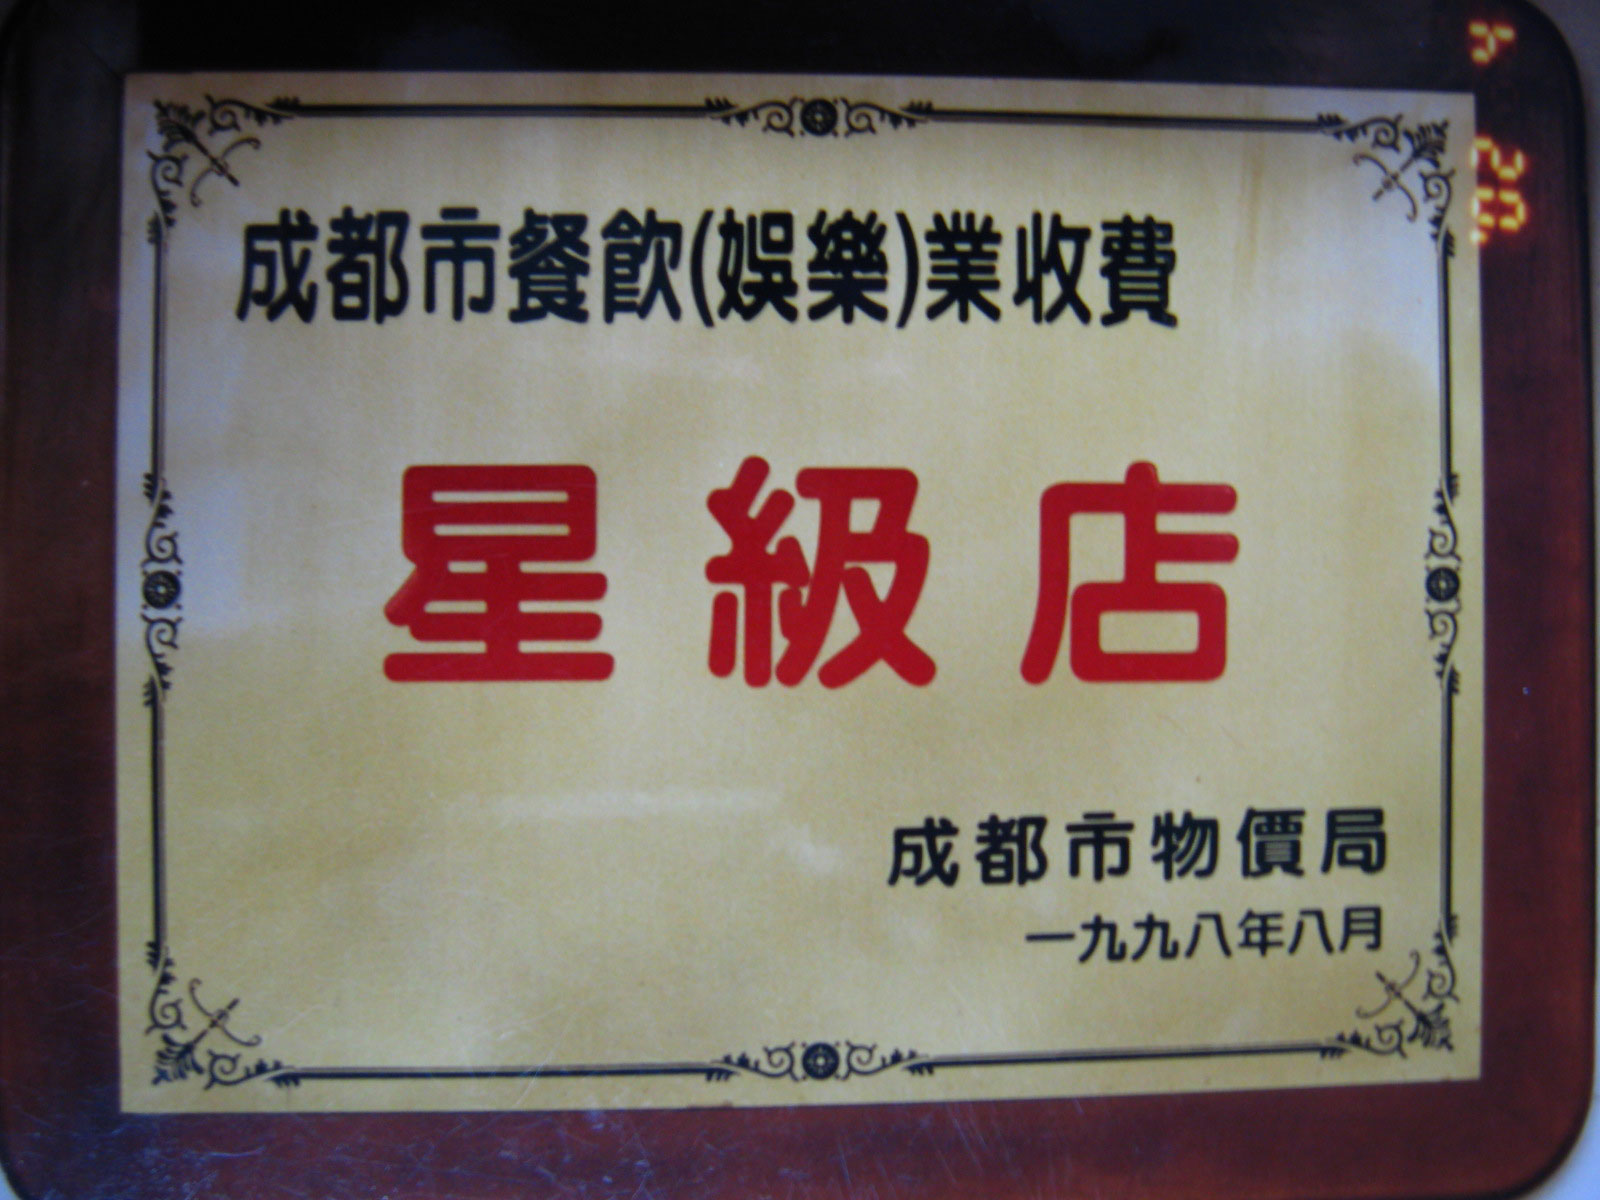 成都市餐飲(娛樂)業收費
星級店
成都市物價局
一九九八年八月